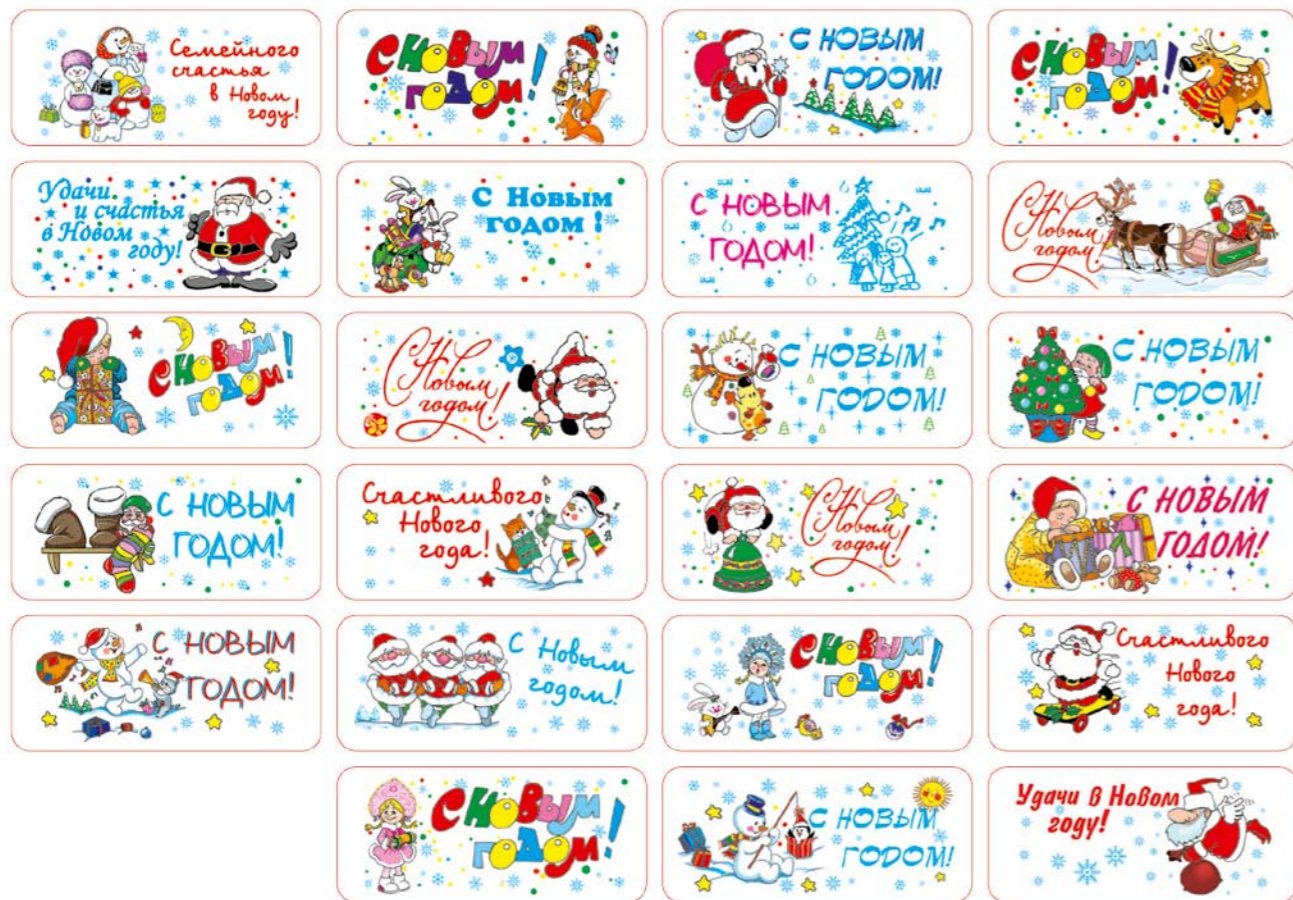 Семейного
счастья
в Новом
году!
С НОВЫМ
ГОДОМ!
С НОВЫМ
ГОДОМ!
С НОВЫМ
ГОДОМ!
Удачи
и счастья
в Новом
году!
С Новым
годом!
С НОВЫМ
ГОДОМ!
С Новым
годом!
С НОВЫМ
ГОДОМ!
С Новым
годом!
С НОВЫМ
ГОДОМ!
С НОВЫМ
ГОДОМ!
С НОВЫМ
ГОДОМ!
Счастливого
Нового
года!
С Новым
годом!
С НОВЫМ
ГОДОМ!
С НОВЫМ
ГОДОМ!
С Новым
годом!
С НОВЫМ
ГОДОМ!
Счастливого
Нового
года!
С НОВЫМ
ГОДОМ!
С НОВЫМ
ГОДОМ!
Удачи в Новом
году!